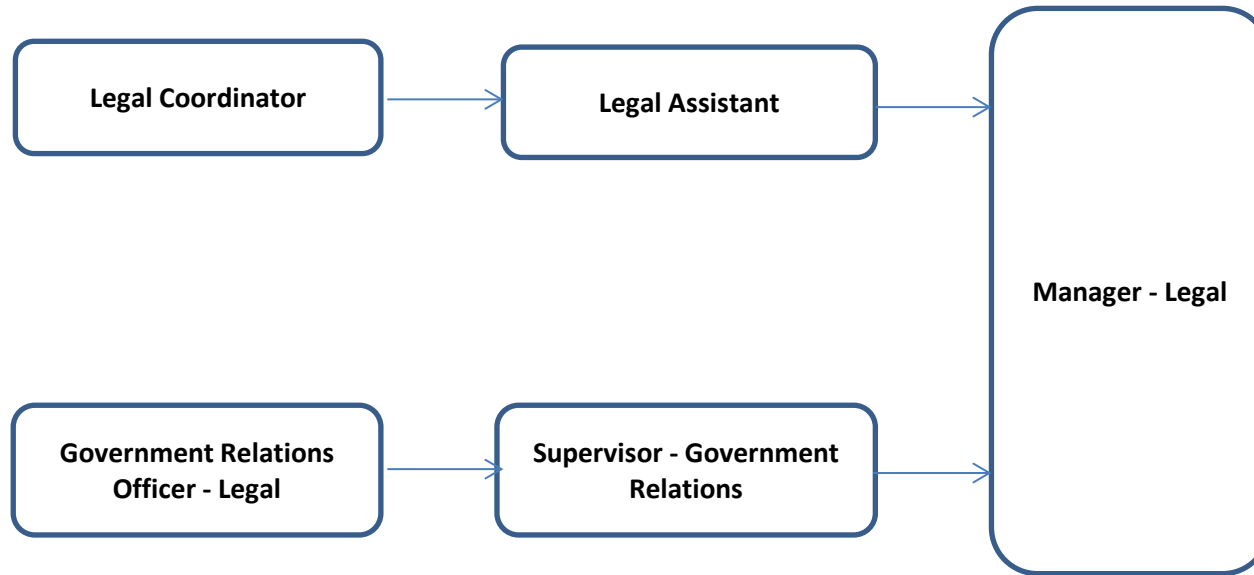 Legal Coordinator
Legal Assistant
Manager - Legal
Government Relations
Officer - Legal
Supervisor - Government
Relations